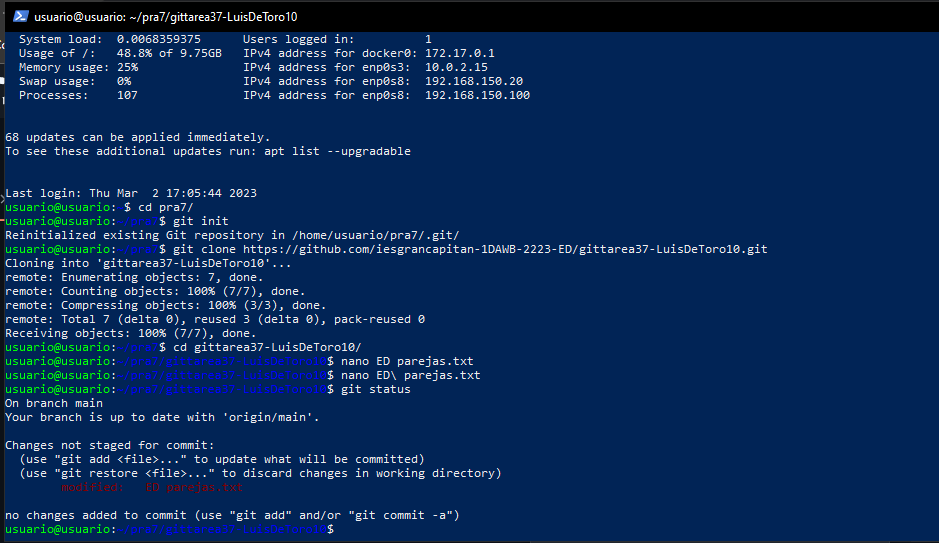 usuario@usuario: ~/pra7/gittarea37-LuisDeToro10
System load:  0.0068359375      Users logged in:          1
Usage of /:   48.8% of 9.75GB   IPv4 address for docker0: 172.17.0.1
Memory usage: 25%               IPv4 address for enp0s3:  10.0.2.15
Swap usage:   0%                IPv4 address for enp0s8:  192.168.150.20
Processes:    107               IPv4 address for enp0s8:  192.168.150.100
68 updates can be applied immediately.
To see these additional updates run: apt list --upgradable
Last login: Thu Mar  2 17:05:44 2023
usuario@usuario:~$ cd pra7/
usuario@usuario:~/pra7$ git init
Reinitialized existing Git repository in /home/usuario/pra7/.git/
usuario@usuario:~/pra7$ git clone https://github.com/iesgrancapitan-1DAWB-2223-ED/gittarea37-LuisDeToro10.git
Cloning into 'gittarea37-LuisDeToro10'...
remote: Enumerating objects: 7, done.
remote: Counting objects: 100% (7/7), done.
remote: Compressing objects: 100% (3/3), done.
remote: Total 7 (delta 0), reused 3 (delta 0), pack-reused 0
Receiving objects: 100% (7/7), done.
usuario@usuario:~/pra7$ cd gittarea37-LuisDeToro10/
usuario@usuario:~/pra7/gittarea37-LuisDeToro10$ nano ED parejas.txt
usuario@usuario:~/pra7/gittarea37-LuisDeToro10$ nano ED\ parejas.txt
usuario@usuario:~/pra7/gittarea37-LuisDeToro10$ git status
On branch main
Your branch is up to date with 'origin/main'.
Changes not staged for commit:
(use "git add <file>..." to update what will be committed)
(use "git restore <file>..." to discard changes in working directory)
modified:   ED parejas.txt
no changes added to commit (use "git add" and/or "git commit -a")
usuario@usuario:~/pra7/gittarea37-LuisDeToro10$